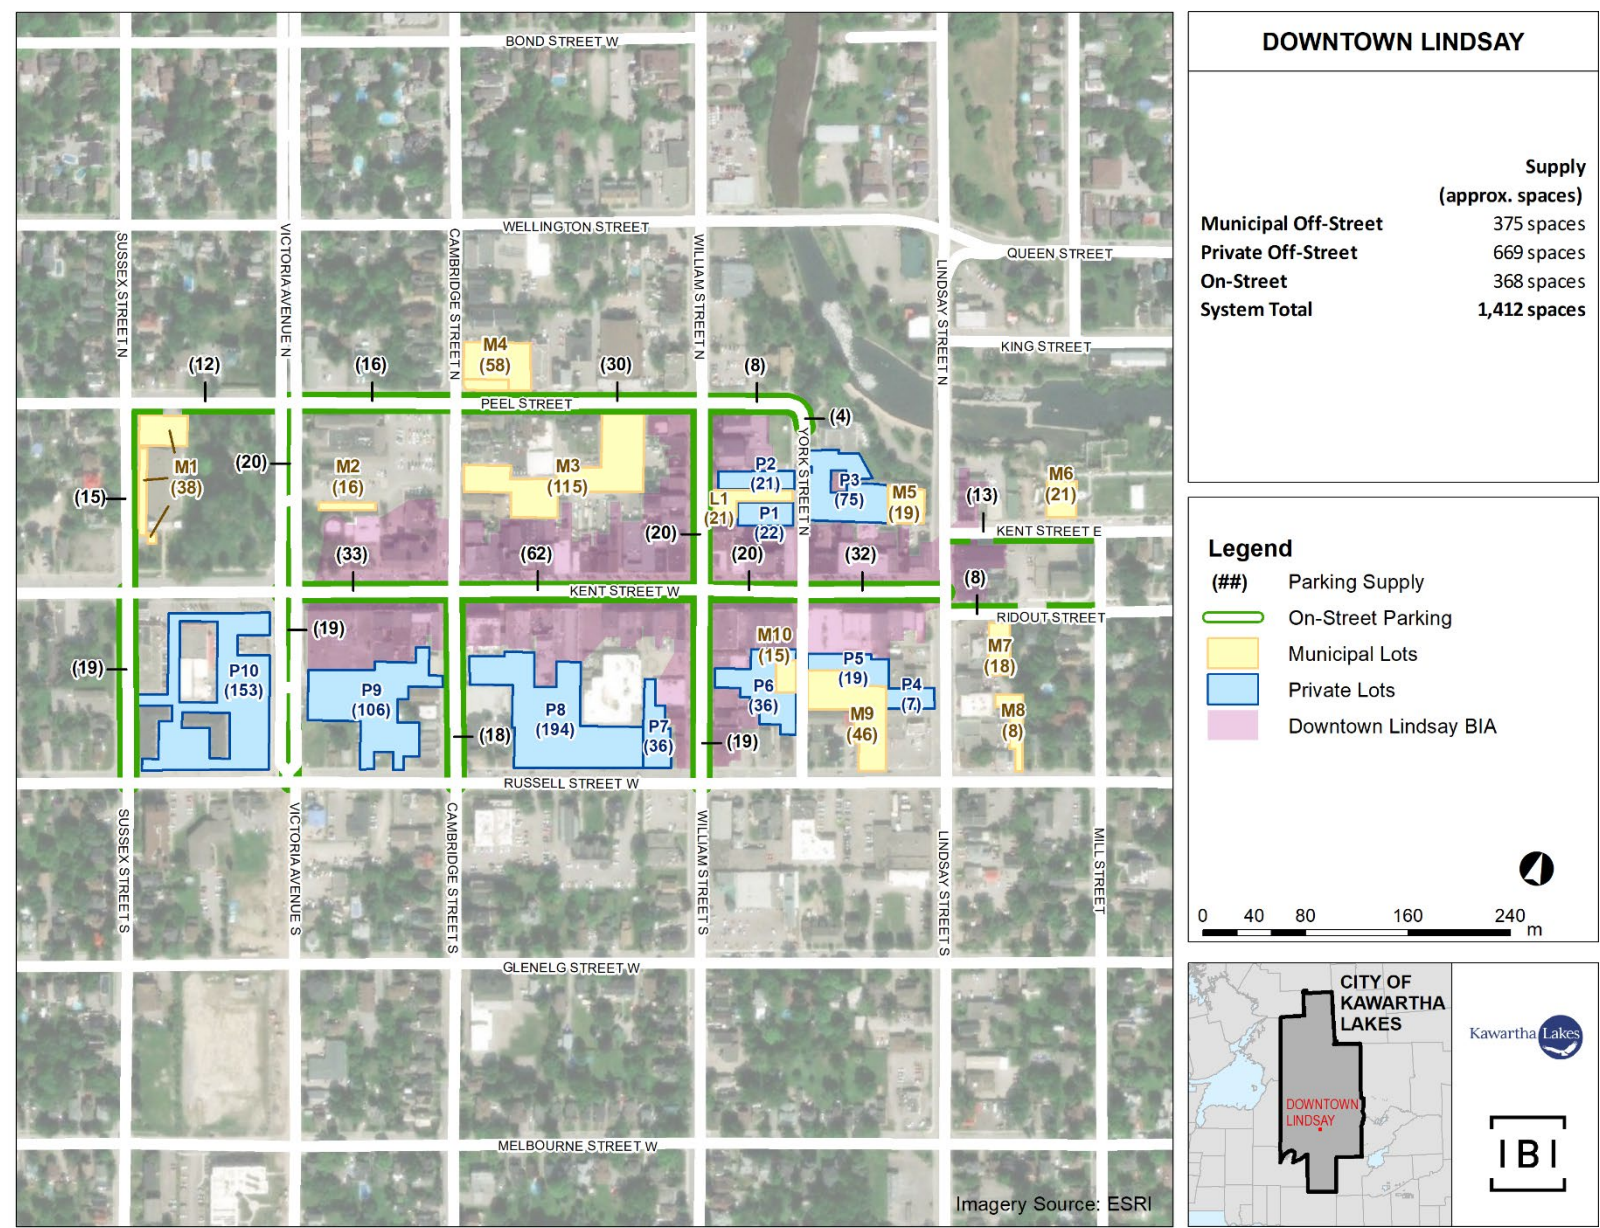 BOND STREET W
WELLINGTON STREET
QUEEN STREET
KING STREET
SUSSEX STREET N
VICTORIA AVENUE N
CAMBRIDGE STREET N
WILLIAM STREET N
LINDSAY STREET N
M4
(58)
(12)
(16)
(30)
(8)
PEEL STREET
(4)
YORK STREET N
M1
(38)
(20)
(15)
M2
(16)
M3
(115)
P2
(21)
L1
(21)
P1
(22)
P3
(75)
M5
(19)
(13)
M6
(21)
KENT STREET E
(33)
(62)
(20)
(20)
(32)
(8)
KENT STREET W
RIDOUT STREET
(19)
(19)
P10
(153)
P9
(106)
P8
(194)
(18)
P7
(36)
(19)
M10
(15)
P6
(36)
P5
(19)
P4
(7)
M9
(46)
M7
(18)
M8
(8)
RUSSELL STREET W
SUSSEX STREET S
VICTORIA AVENUE S
CAMBRIDGE STREET S
WILLIAM STREET S
LINDSAY STREET S
MILL STREET
GLENELG STREET W
MELBOURNE STREET W
Imagery Source: ESRI
DOWNTOWN LINDSAY
Supply
(approx. spaces)
Municipal Off-Street 375 spaces
Private Off-Street 669 spaces
On-Street 368 spaces
System Total 1,412 spaces
Legend
(##) Parking Supply
On-Street Parking
Municipal Lots
Private Lots
Downtown Lindsay BIA
0 40 80 160 240
m
CITY OF
KAWARTHA
LAKES
DOWNTOWN
LINDSAY
Kawartha Lakes
IBI